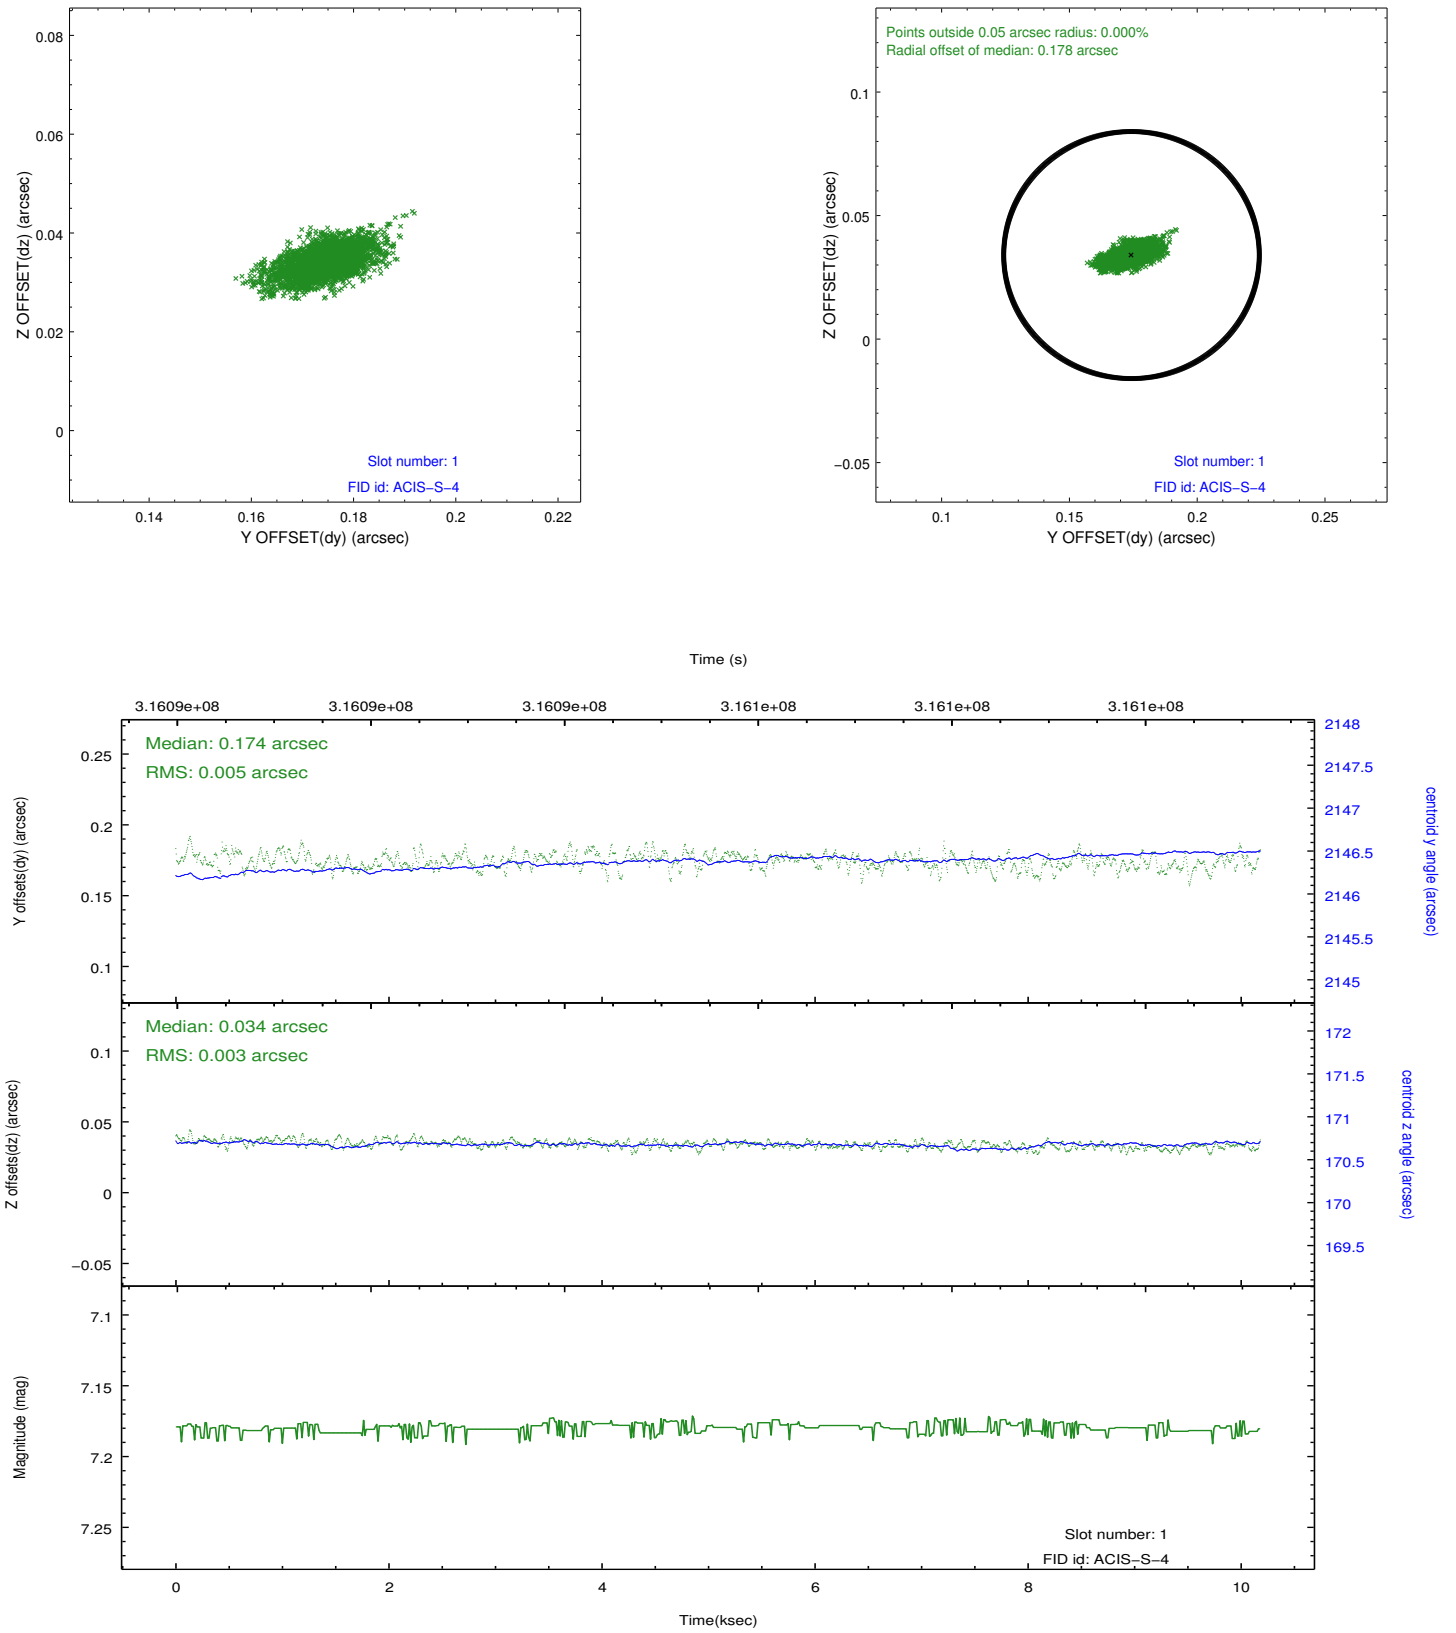 0.08
0.06
0.04
0.02
0
Z OFFSET(dz) (arcsec)
0.14
0.16
0.18
0.2
0.22
Y OFFSET(dy) (arcsec)
Slot number: 1
FID id: ACIS−S−4
Points outside 0.05 arcsec radius: 0.000%
Radial offset of median: 0.178 arcsec
0.1
0.05
0
−0.05
Z OFFSET(dz) (arcsec)
0.1
0.15
0.2
0.25
Y OFFSET(dy) (arcsec)
Slot number: 1
FID id: ACIS−S−4
Time (s)
3.1609e+08
3.1609e+08
3.1609e+08
3.161e+08
3.161e+08
3.161e+08
Median: 0.174 arcsec
RMS: 0.005 arcsec
0.25
0.2
0.15
0.1
Y offsets(dy) (arcsec)
2148
2147.5
2147
2146.5
2146
2145.5
2145
centroid y angle (arcsec)
Median: 0.034 arcsec
RMS: 0.003 arcsec
0.1
0.05
0
−0.05
Z offsets(dz) (arcsec)
172
171.5
171
170.5
170
169.5
centroid z angle (arcsec)
7.1
7.15
7.2
7.25
Magnitude (mag)
Slot number: 1
FID id: ACIS−S−4
0
2
4
6
8
10
Time(ksec)